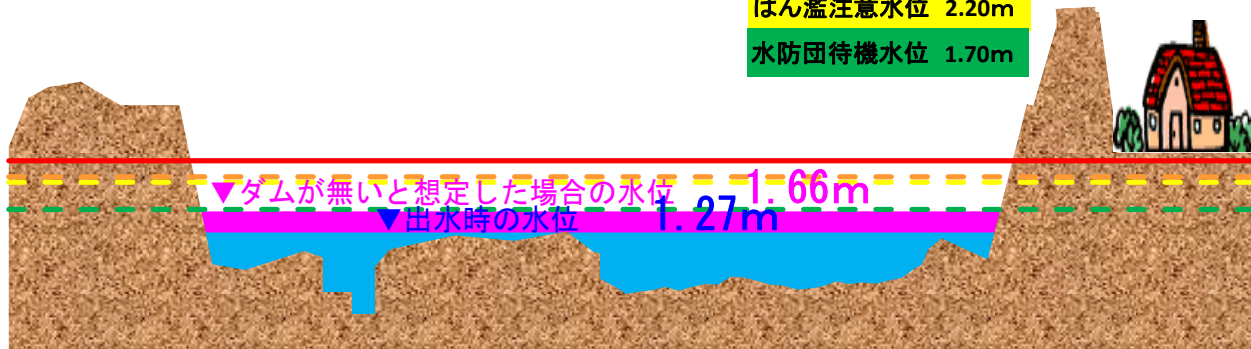 はん濫注意水位 2.20m
水防団待機水位 1.70m
▼ダムが無いと想定した場合の水位 1.66m
▼出水時の水位 1.27m